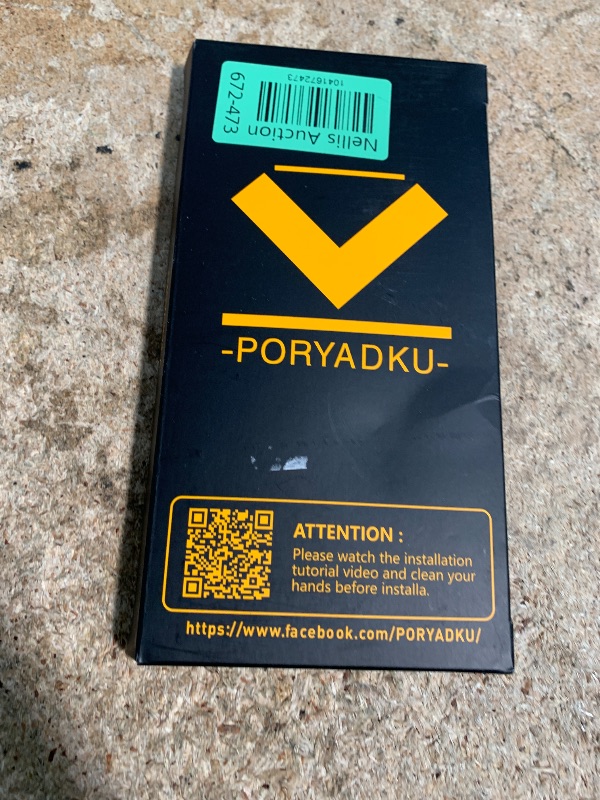 1041672473
Nellis Auction
672-473
-PORYADKU-
ATTENTION :
Please watch the installation
tutorial video and clean your
hands before installa.
https://www.facebook.com/PORYADKU/